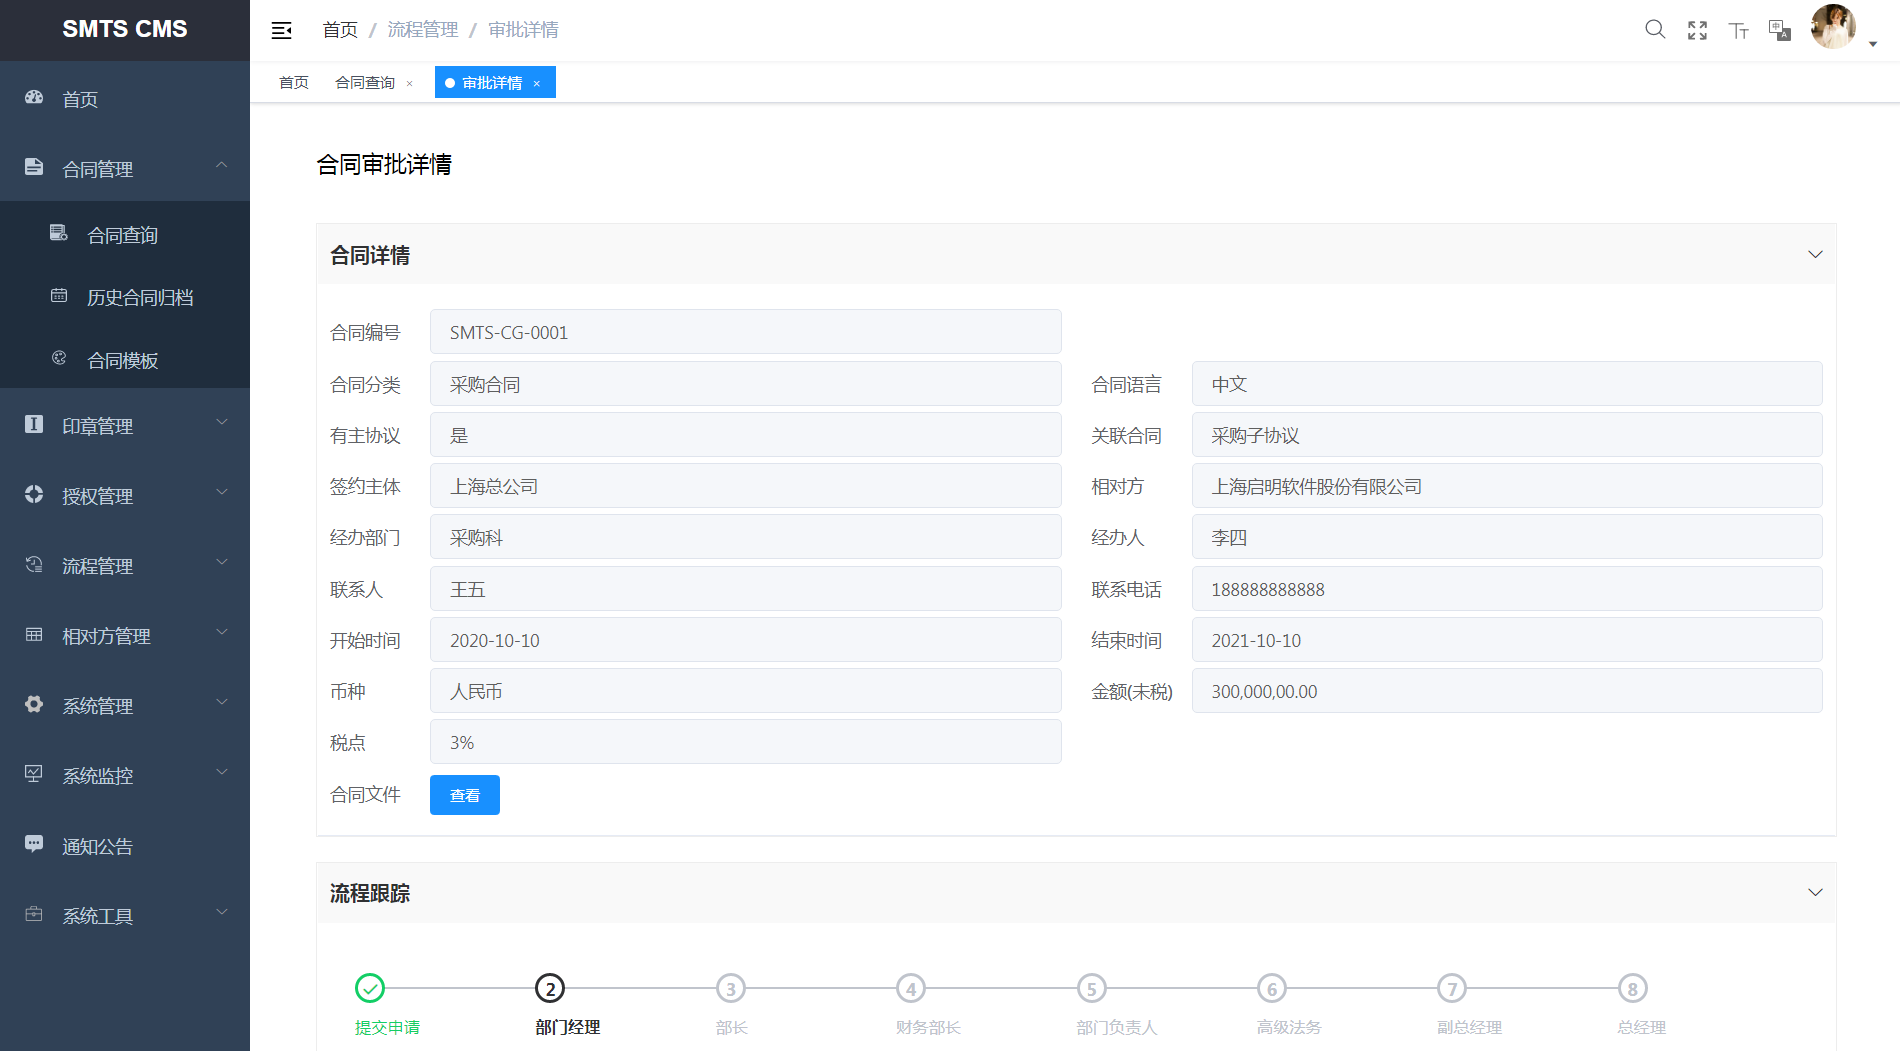 SMTS CMS
首页 / 流程管理 / 审批详情
首页
合同查询 ×
审批详情 ×
首页
合同管理
合同查询
历史合同归档
合同模板
印章管理
授权管理
流程管理
相对方管理
系统管理
系统监控
通知公告
系统工具
合同审批详情
合同详情
合同编号 SMTS-CG-0001
合同分类 采购合同 合同语言 中文
有主协议 是 关联合同 采购子协议
签约主体 上海总公司 相对方 上海启明软件股份有限公司
经办部门 采购科 经办人 李四
联系人 王五 联系电话 188888888888
开始时间 2020-10-10 结束时间 2021-10-10
币种 人民币 金额(未税) 300,000,00.00
税点 3%
合同文件 查看
流程跟踪
2 3 4 5 6 7 8
提交申请 部门经理 部长 财务部长 部门负责人 高级法务 副总经理 总经理